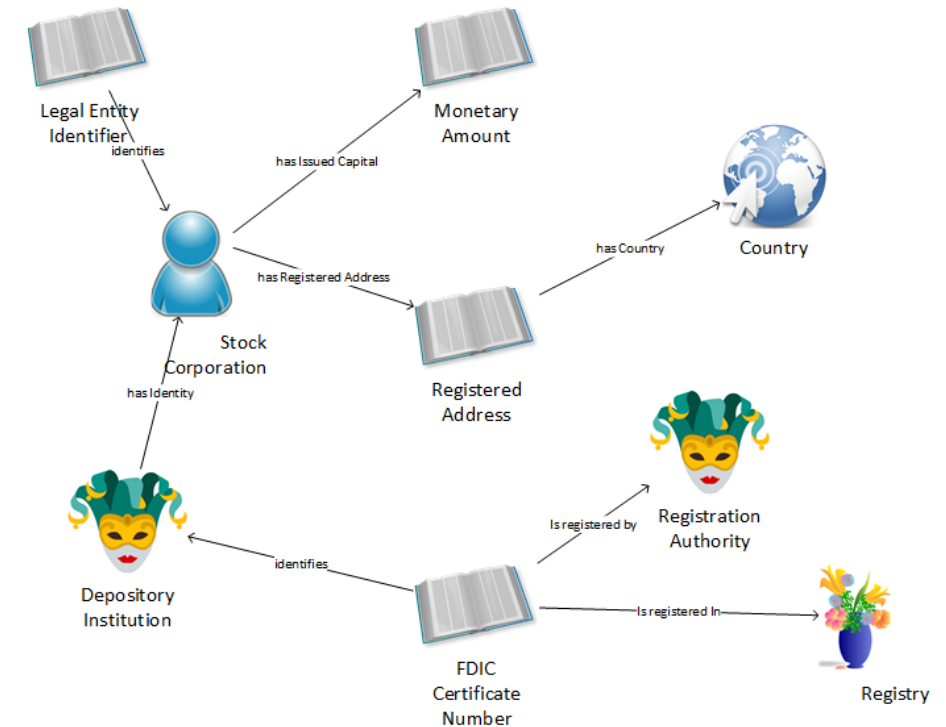 Legal Entity
Identifier
identifies
Monetary
Amount
has Issued Capital
has Country
Country
has Registered Address
Stock
Corporation
has Identity
Registered
Address
Is registered by
Registration
Authority
identifies
Depository
Institution
Is registered In
FDIC
Certificate
Number
Registry